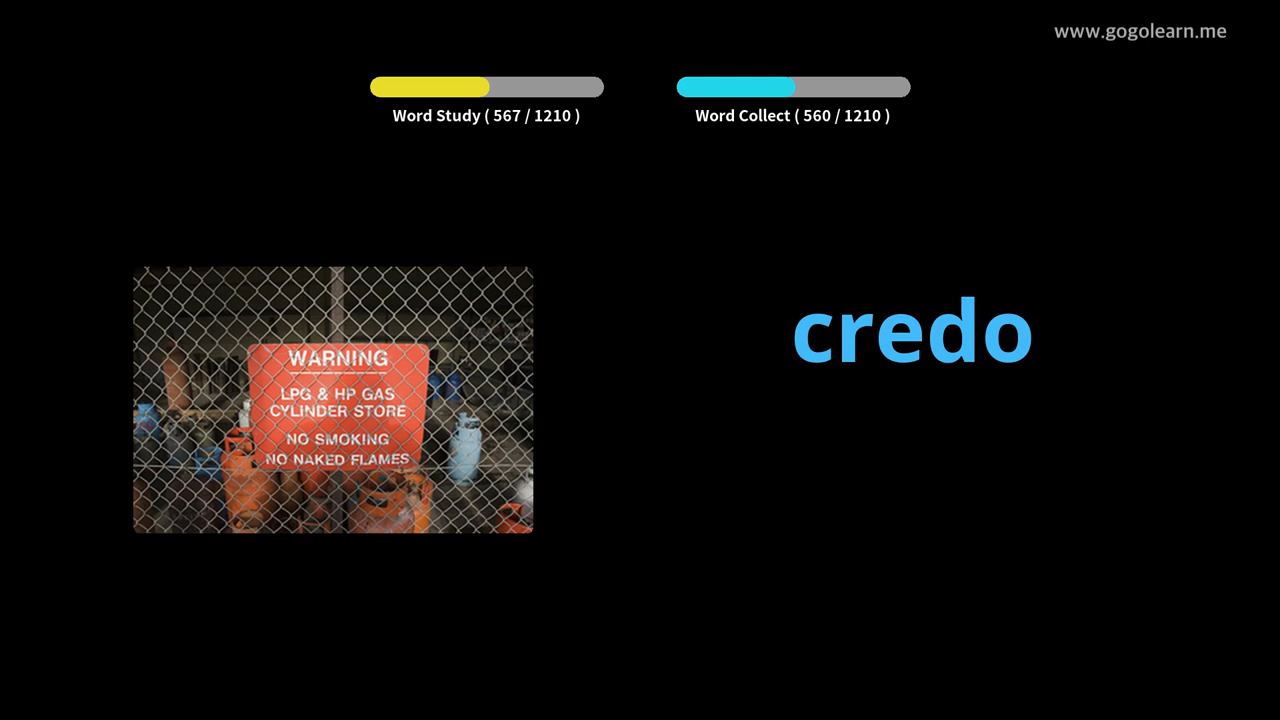 www.gogolearn.me
Word Study ( 567 / 1210 )
Word Collect ( 560 / 1210 )
credo
WARNING
LPG & HP GAS
CYLINDER STORE
NO SMOKING
NO NAKED FLAMES